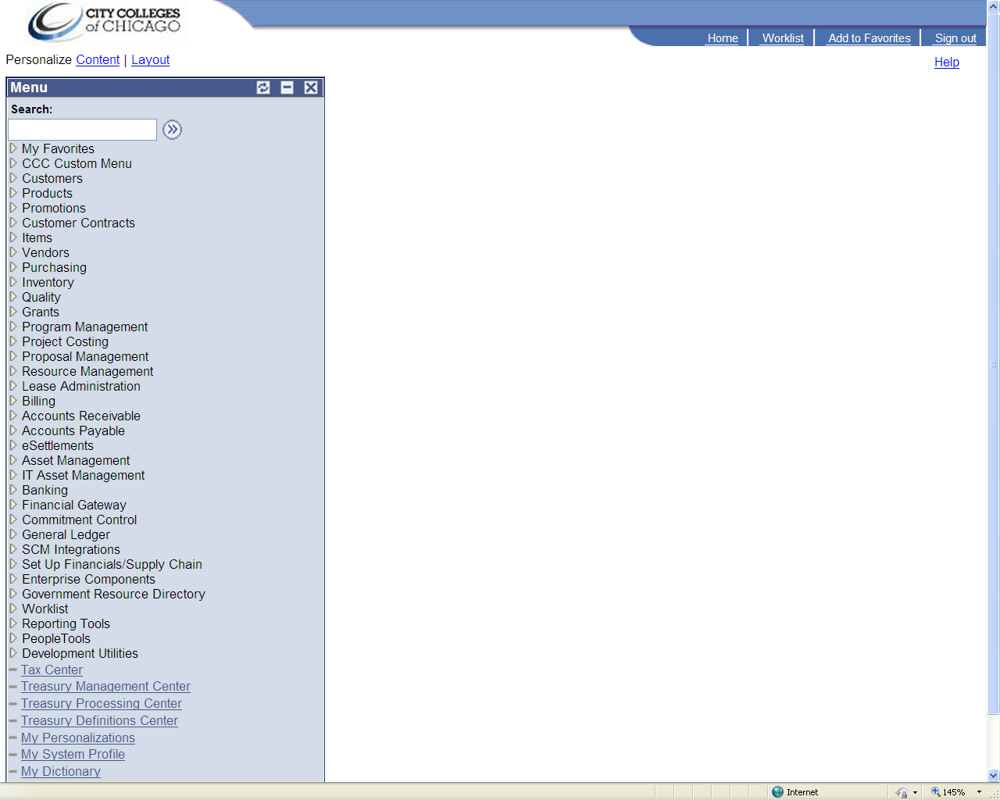 CITY COLLEGES
of CHICAGO
Home
Worklist
Add to Favorites
Sign out
Personalize Content | Layout
Help
Menu
Search:
My Favorites
CCC Custom Menu
Customers
Products
Promotions
Customer Contracts
Items
Vendors
Purchasing
Inventory
Quality
Grants
Program Management
Project Costing
Proposal Management
Resource Management
Lease Administration
Billing
Accounts Receivable
Accounts Payable
eSettlements
Asset Management
IT Asset Management
Banking
Financial Gateway
Commitment Control
General Ledger
SCM Integrations
Set Up Financials/Supply Chain
Enterprise Components
Government Resource Directory
Worklist
Reporting Tools
PeopleTools
Development Utilities
Tax Center
Treasury Management Center
Treasury Processing Center
Treasury Definitions Center
My Personalizations
My System Profile
My Dictionary
Internet
145%